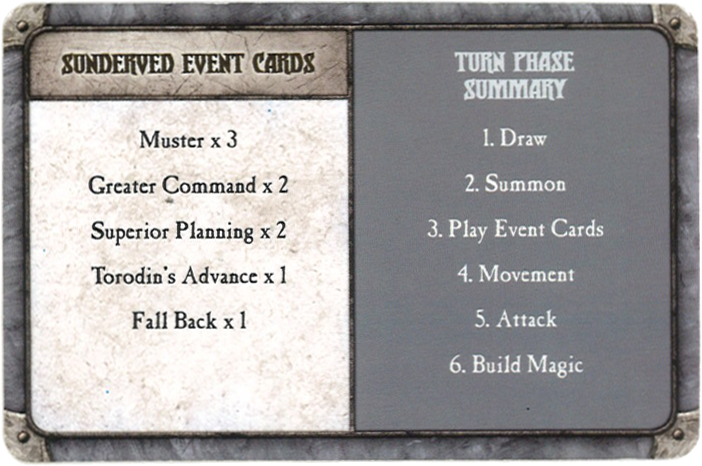 SUNDERVED EVENT CARDS
Muster x 3
Greater Command x 2
Superior Planning x 2
Torodin's Advance x 1
Fall Back x 1
TURN PHASE
SUMMARY
1. Draw
2. Summon
3. Play Event Cards
4. Movement
5. Attack
6. Build Magic